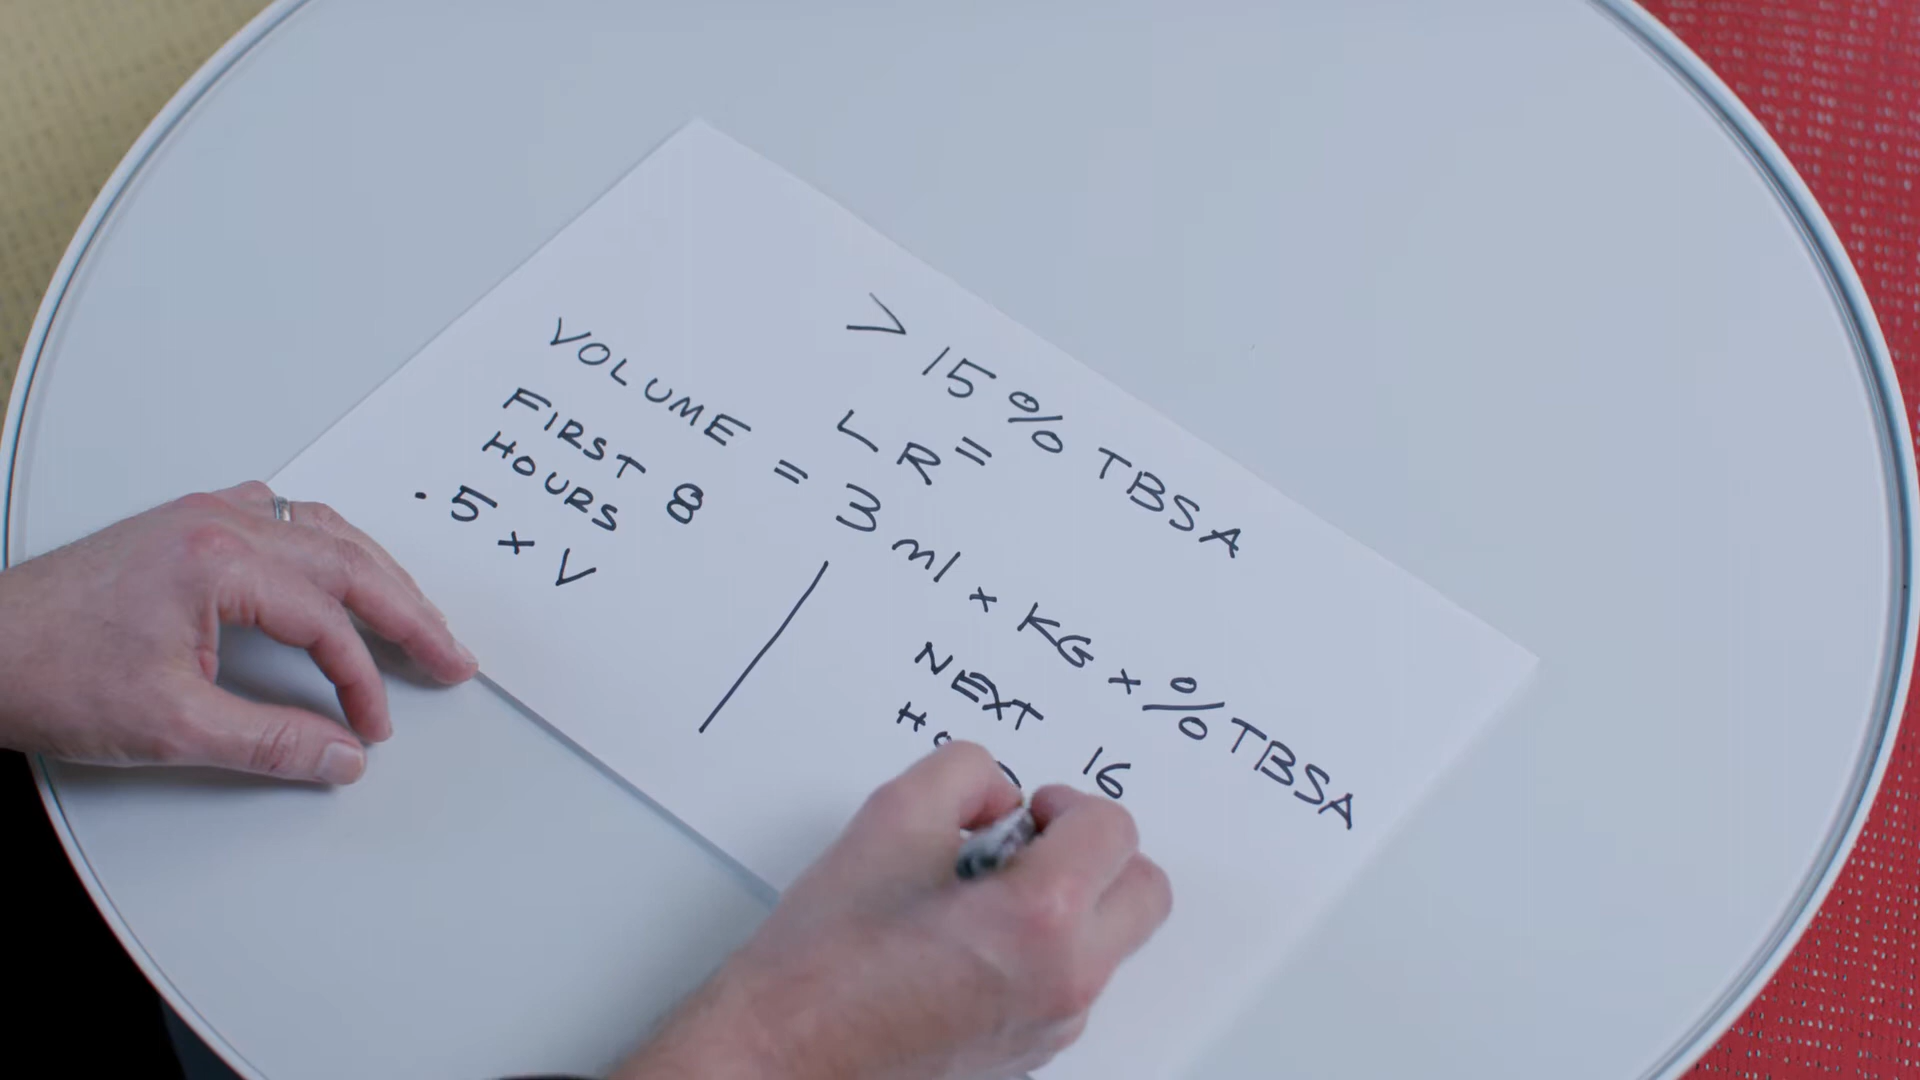 > 15 % TBSA
LR =
VOLUME = 3 ml x KG x % TBSA
FIRST 8
HOURS
.5 x V
NEXT 16